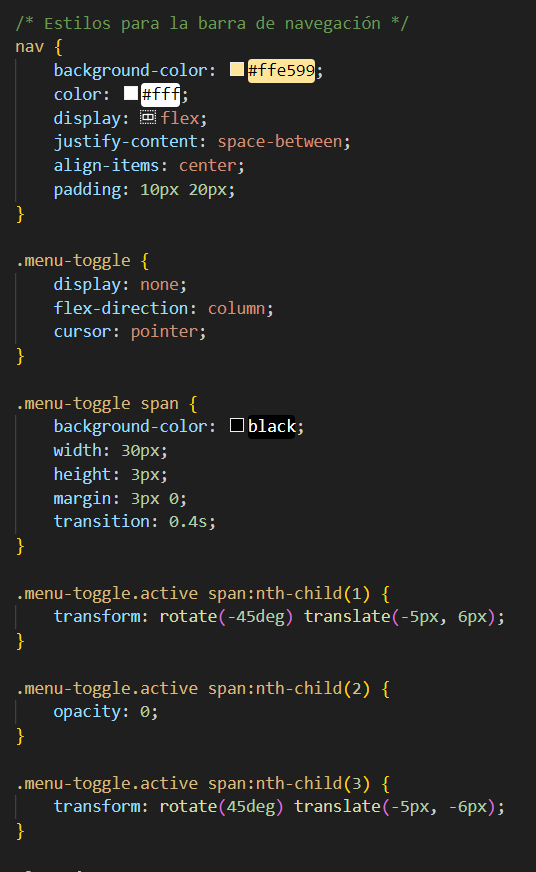 /* Estilos para la barra de navegación */
nav {
    background-color: #ffe599;
    color: #fff;
    display: flex;
    justify-content: space-between;
    align-items: center;
    padding: 10px 20px;
}

.menu-toggle {
    display: none;
    flex-direction: column;
    cursor: pointer;
}

.menu-toggle span {
    background-color: black;
    width: 30px;
    height: 3px;
    margin: 3px 0;
    transition: 0.4s;
}

.menu-toggle.active span:nth-child(1) {
    transform: rotate(-45deg) translate(-5px, 6px);
}

.menu-toggle.active span:nth-child(2) {
    opacity: 0;
}

.menu-toggle.active span:nth-child(3) {
    transform: rotate(45deg) translate(-5px, -6px);
}